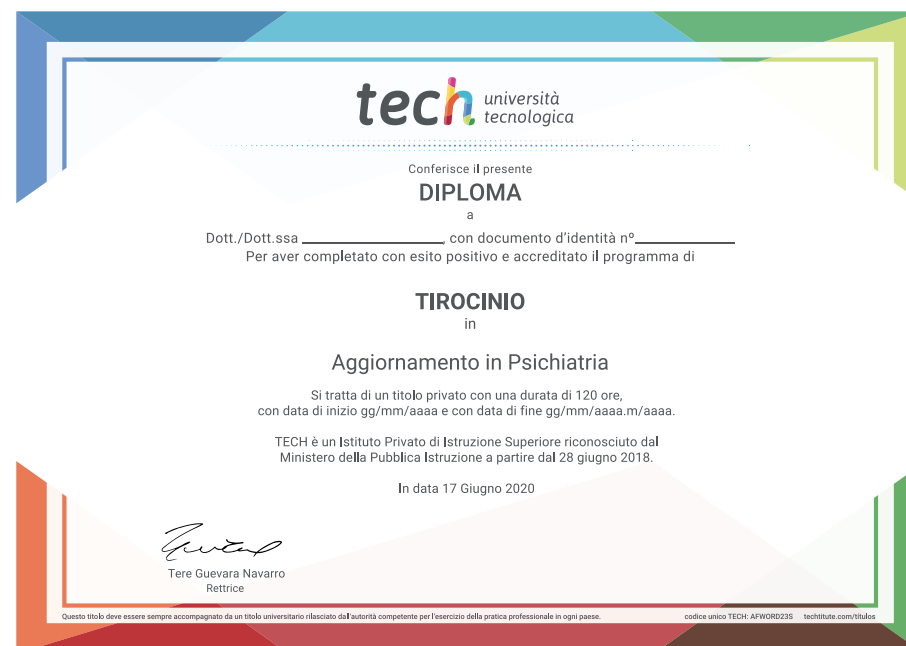 tech università
tecnologica
Conferisce il presente
DIPLOMA
a
Dott./Dott.ssa ____________________, con documento d'identità nº______________
Per aver completato con esito positivo e accreditato il programma di
TIROCINIO
in
Aggiornamento in Psichiatria
Si tratta di un titolo privato con una durata di 120 ore,
con data di inizio gg/mm/aaaa e con data di fine gg/mm/aaaa.m/aaaa.
TECH è un Istituto Privato di Istruzione Superiore riconosciuto dal
Ministero della Pubblica Istruzione a partire dal 28 giugno 2018.
In data 17 Giugno 2020
Tere Guevara Navarro
Rettrice
Questo titolo deve essere sempre accompagnato da un titolo universitario rilasciato dall'autorità competente per l'esercizio della pratica professionale in ogni paese. codice unico TECH: AFWORD23S techtitute.com/titulos